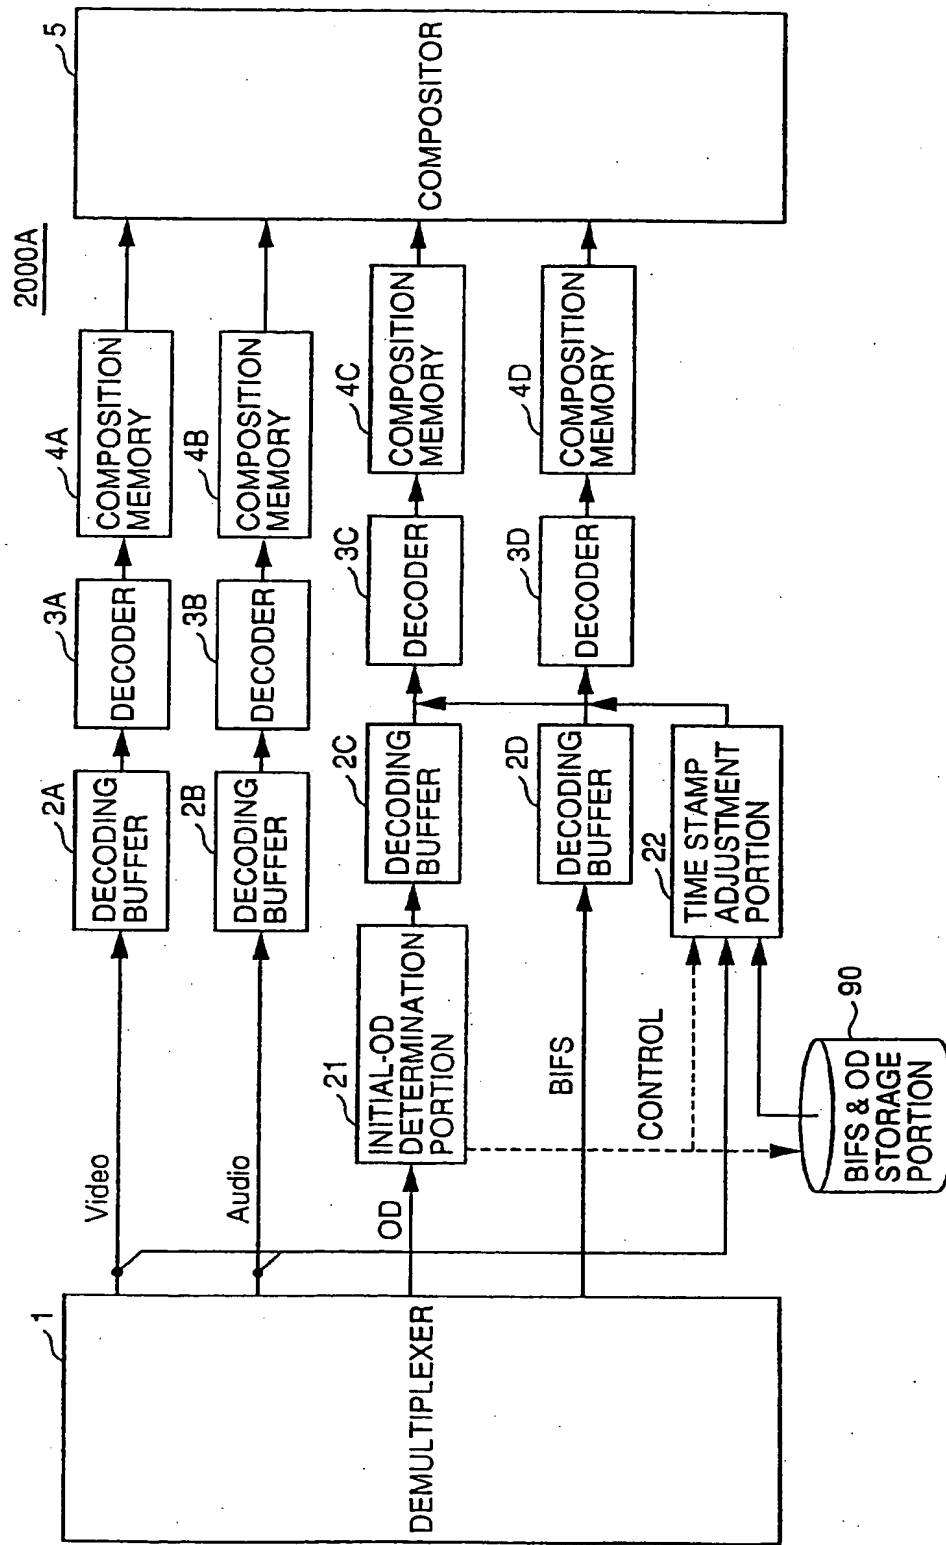 2000A
1
DEMULTIPLEXER
Video
Audio
OD
BIFS
21
INITIAL-OD
DETERMINATION
PORTION
CONTROL
90
BIFS & OD
STORAGE
PORTION
2A
DECODING
BUFFER
2B
DECODING
BUFFER
2C
DECODING
BUFFER
2D
DECODING
BUFFER
22
TIME STAMP
ADJUSTMENT
PORTION
3A
DECODER
3B
DECODER
3C
DECODER
3D
DECODER
4A
COMPOSITION
MEMORY
4B
COMPOSITION
MEMORY
4C
COMPOSITION
MEMORY
4D
COMPOSITION
MEMORY
5
COMPOSITOR